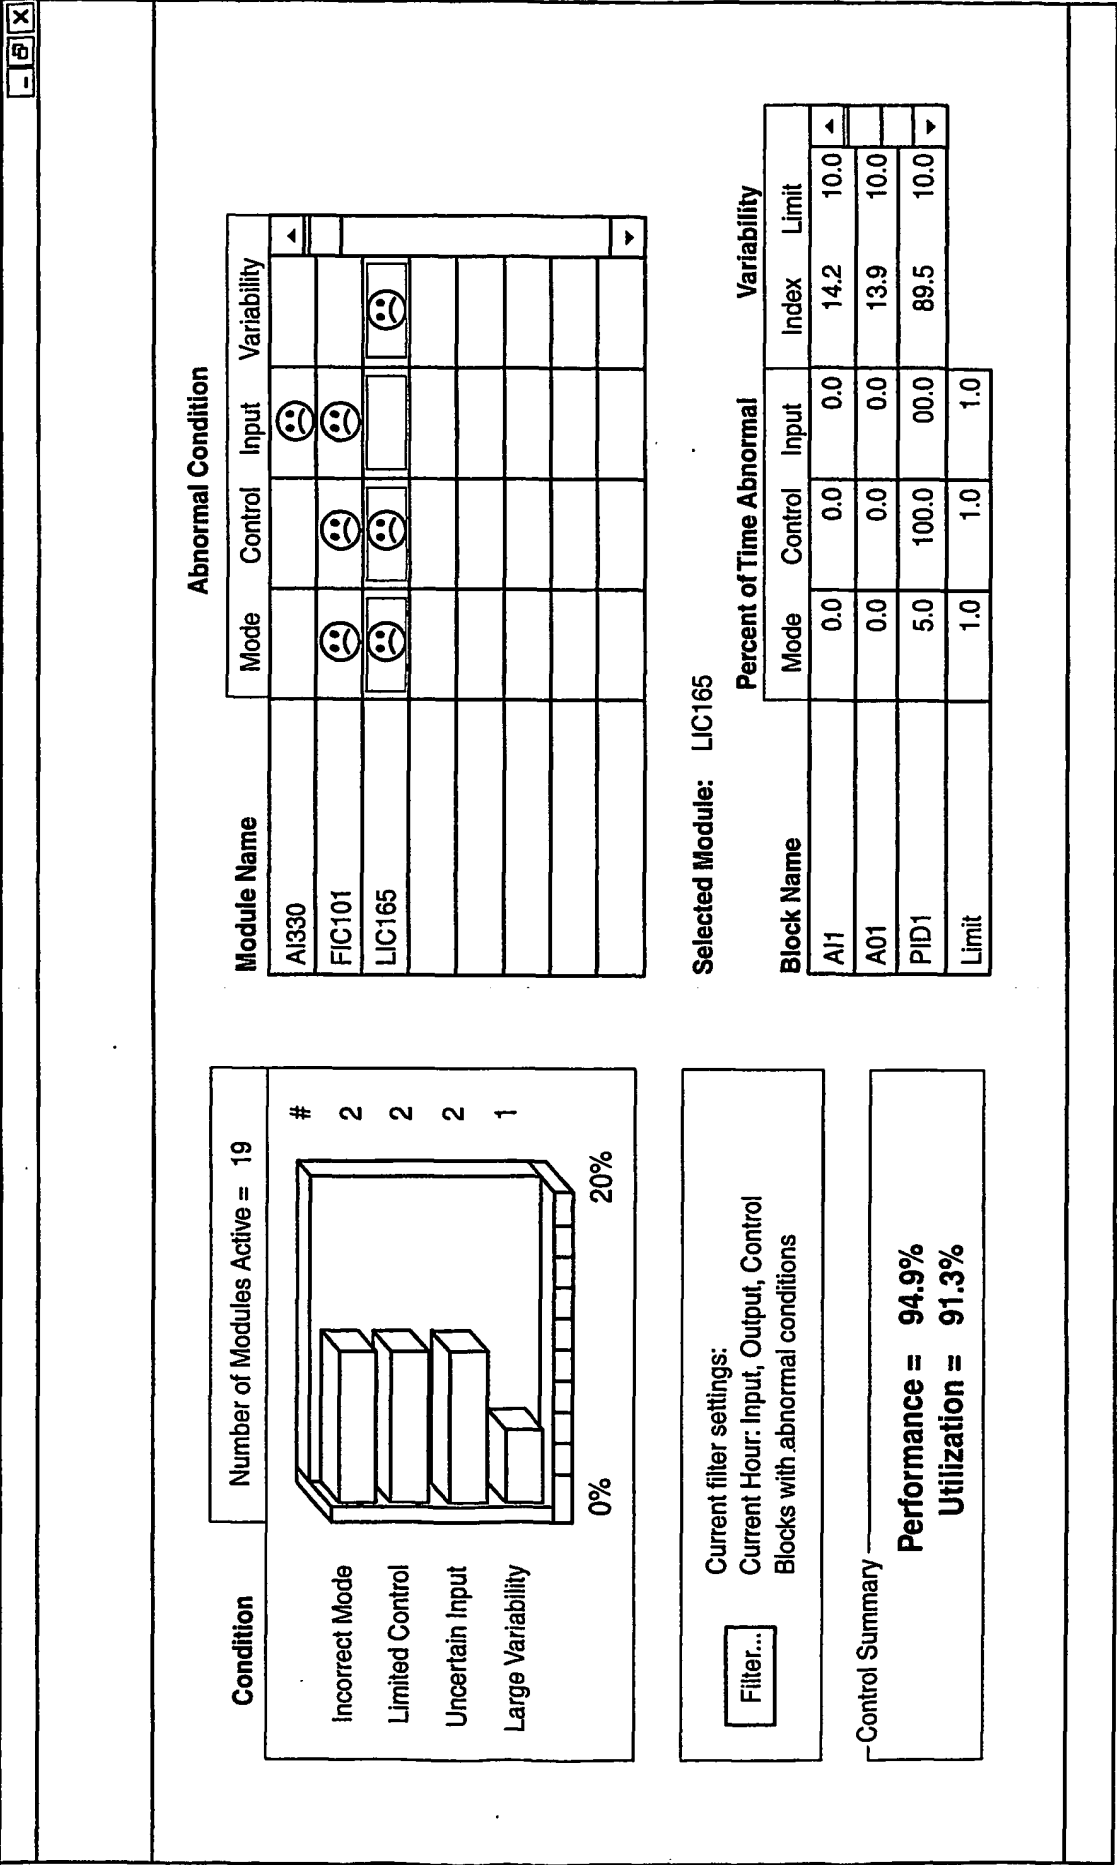 Condition
Number of Modules Active = 19
#
Incorrect Mode 2
Limited Control 2
Uncertain Input 2
Large Variability 1
0% 20%
Filter...
Current filter settings:
Current Hour: Input, Output, Control
Blocks with abnormal conditions
Control Summary
Performance = 94.9%
Utilization = 91.3%
Abnormal Condition
Module Name Mode Control Input Variability
AI330
FIC101
LIC165
Selected Module: LIC165
Percent of Time Abnormal Variability
Block Name Mode Control Input Index Limit
AI1 0.0 0.0 0.0 14.2 10.0
A01 0.0 0.0 0.0 13.9 10.0
PID1 5.0 100.0 00.0 89.5 10.0
Limit 1.0 1.0 1.0